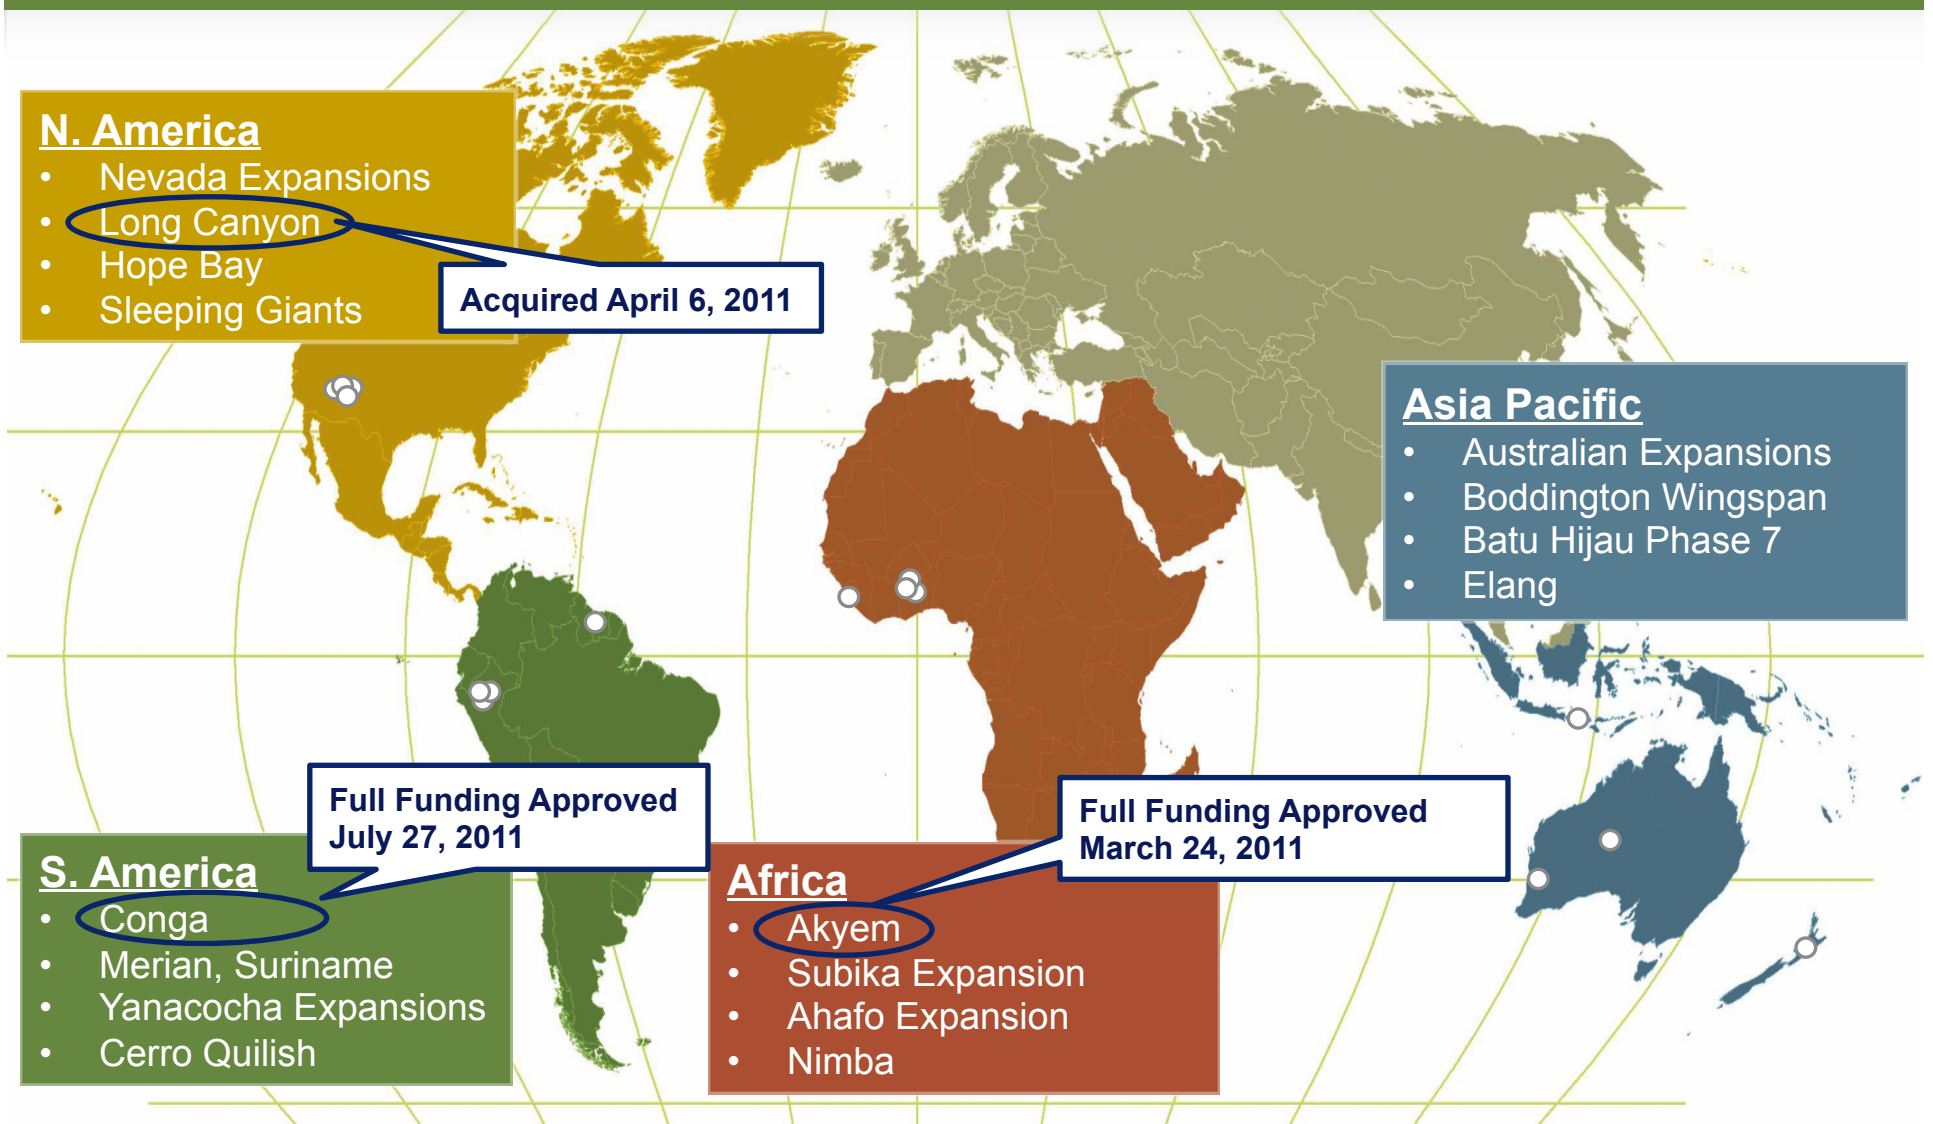 N. America
• Nevada Expansions
• Long Canyon
• Hope Bay
• Sleeping Giants
Acquired April 6, 2011
Asia Pacific
• Australian Expansions
• Boddington Wingspan
• Batu Hijau Phase 7
• Elang
Full Funding Approved
July 27, 2011
S. America
• Conga
• Merian, Suriname
• Yanacocha Expansions
• Cerro Quilish
Full Funding Approved
March 24, 2011
Africa
• Akyem
• Subika Expansion
• Ahafo Expansion
• Nimba